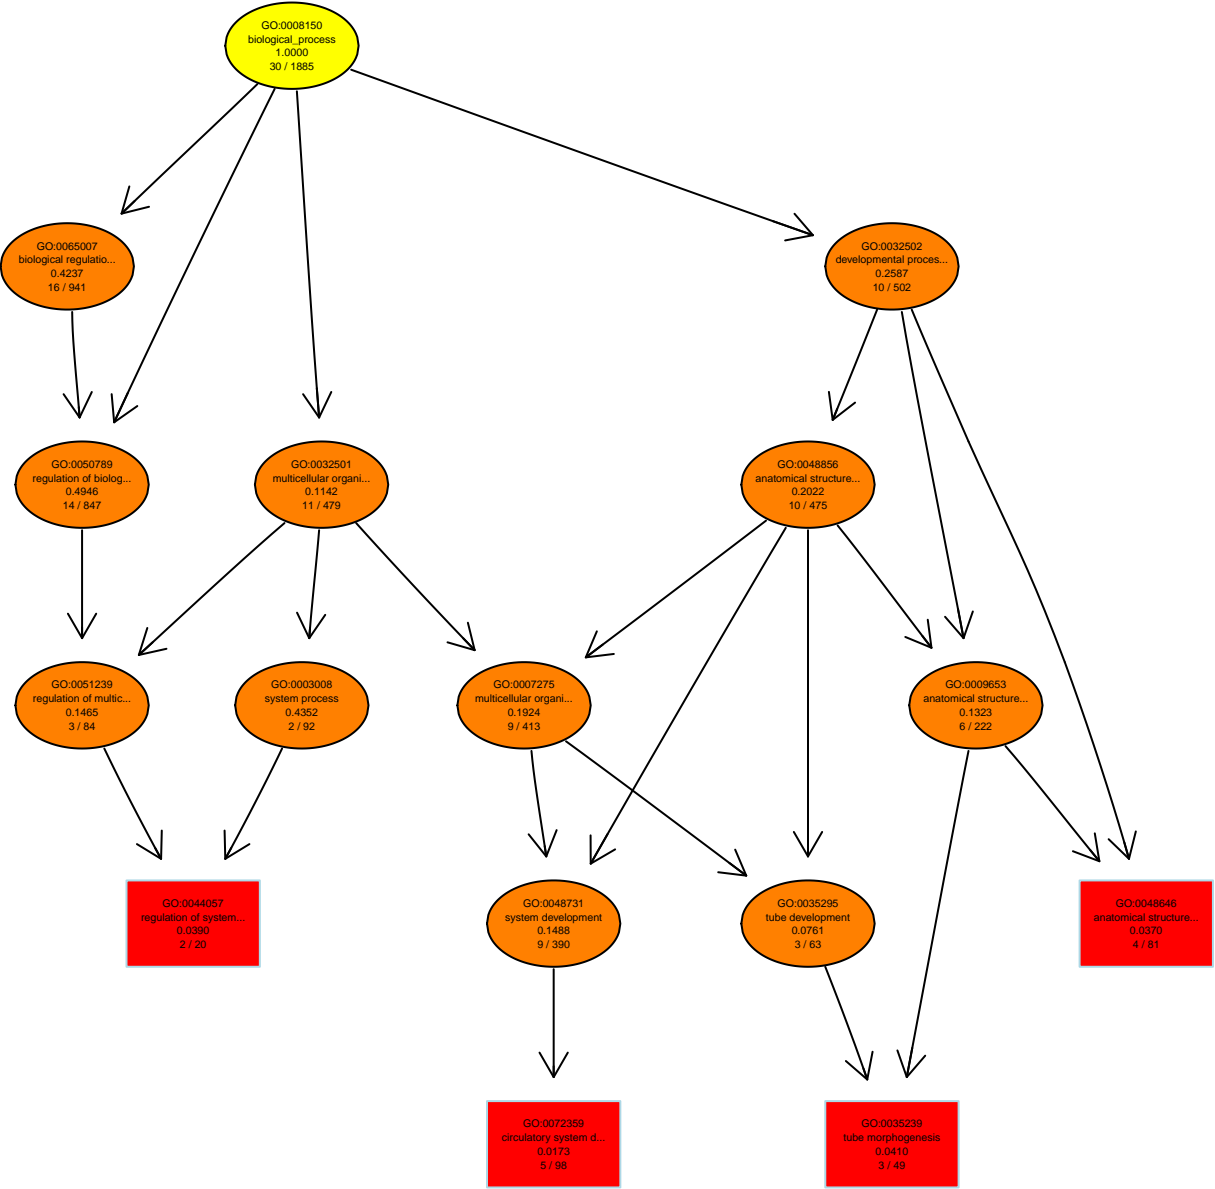 GO:0008150
biological_process
1.0000
30 / 1885
GO:0065007
biological regulatio...
0.4237
16 / 941
GO:0032502
developmental proces...
0.2587
10 / 502
GO:0050789
regulation of biolog...
0.4946
14 / 847
GO:0032501
multicellular organi...
0.1142
11 / 479
GO:0048856
anatomical structure...
0.2022
10 / 475
GO:0051239
regulation of multic...
0.1465
3 / 84
GO:0003008
system process
0.4352
2 / 92
GO:0007275
multicellular organi...
0.1924
9 / 413
GO:0009653
anatomical structure...
0.1323
6 / 222
GO:0044057
regulation of system...
0.0390
2 / 20
GO:0048731
system development
0.1488
9 / 390
GO:0035295
tube development
0.0761
3 / 63
GO:0048646
anatomical structure...
0.0370
4 / 81
GO:0072359
circulatory system d...
0.0173
5 / 98
GO:0035239
tube morphogenesis
0.0410
3 / 49